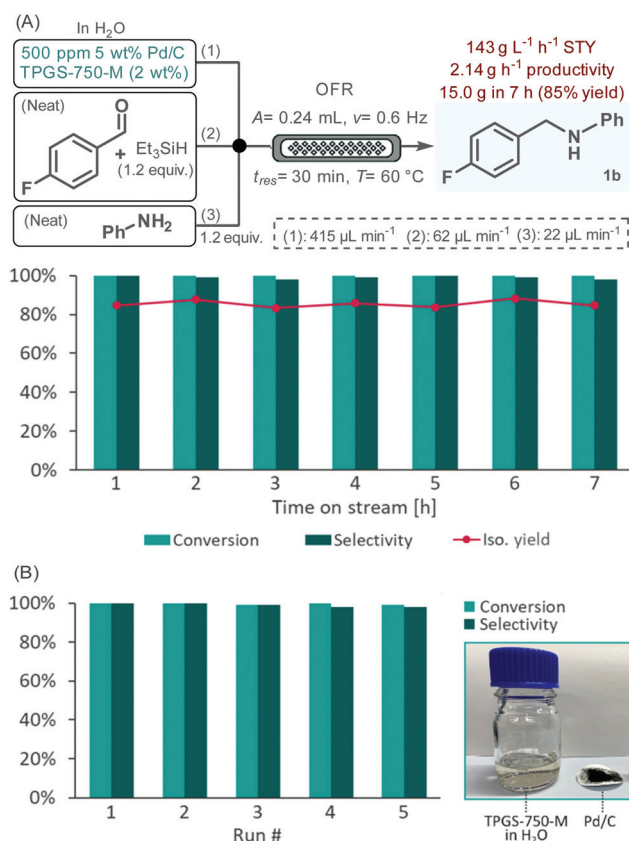 (A)
In H₂O
500 ppm 5 wt% Pd/C
TPGS-750-M (2 wt%)
(1)
(Neat)
O
F
+ Et₃SiH
(1.2 equiv.)
(2)
(Neat)
Ph NH₂
(3)
1.2 equiv.
OFR
A= 0.24 mL, v= 0.6 Hz
tres= 30 min, T= 60 °C
143 g L⁻¹ h⁻¹ STY
2.14 g h⁻¹ productivity
15.0 g in 7 h (85% yield)
F
N
H
Ph
1b
(1): 415 µL min⁻¹ (2): 62 µL min⁻¹ (3): 22 µL min⁻¹
100%
80%
60%
40%
20%
0%
1 2 3 4 5 6 7
Time on stream [h]
Conversion Selectivity Iso. yield
(B)
100%
80%
60%
40%
20%
0%
1 2 3 4 5
Run #
Conversion
Selectivity
TPGS-750-M
in H₂O
Pd/C